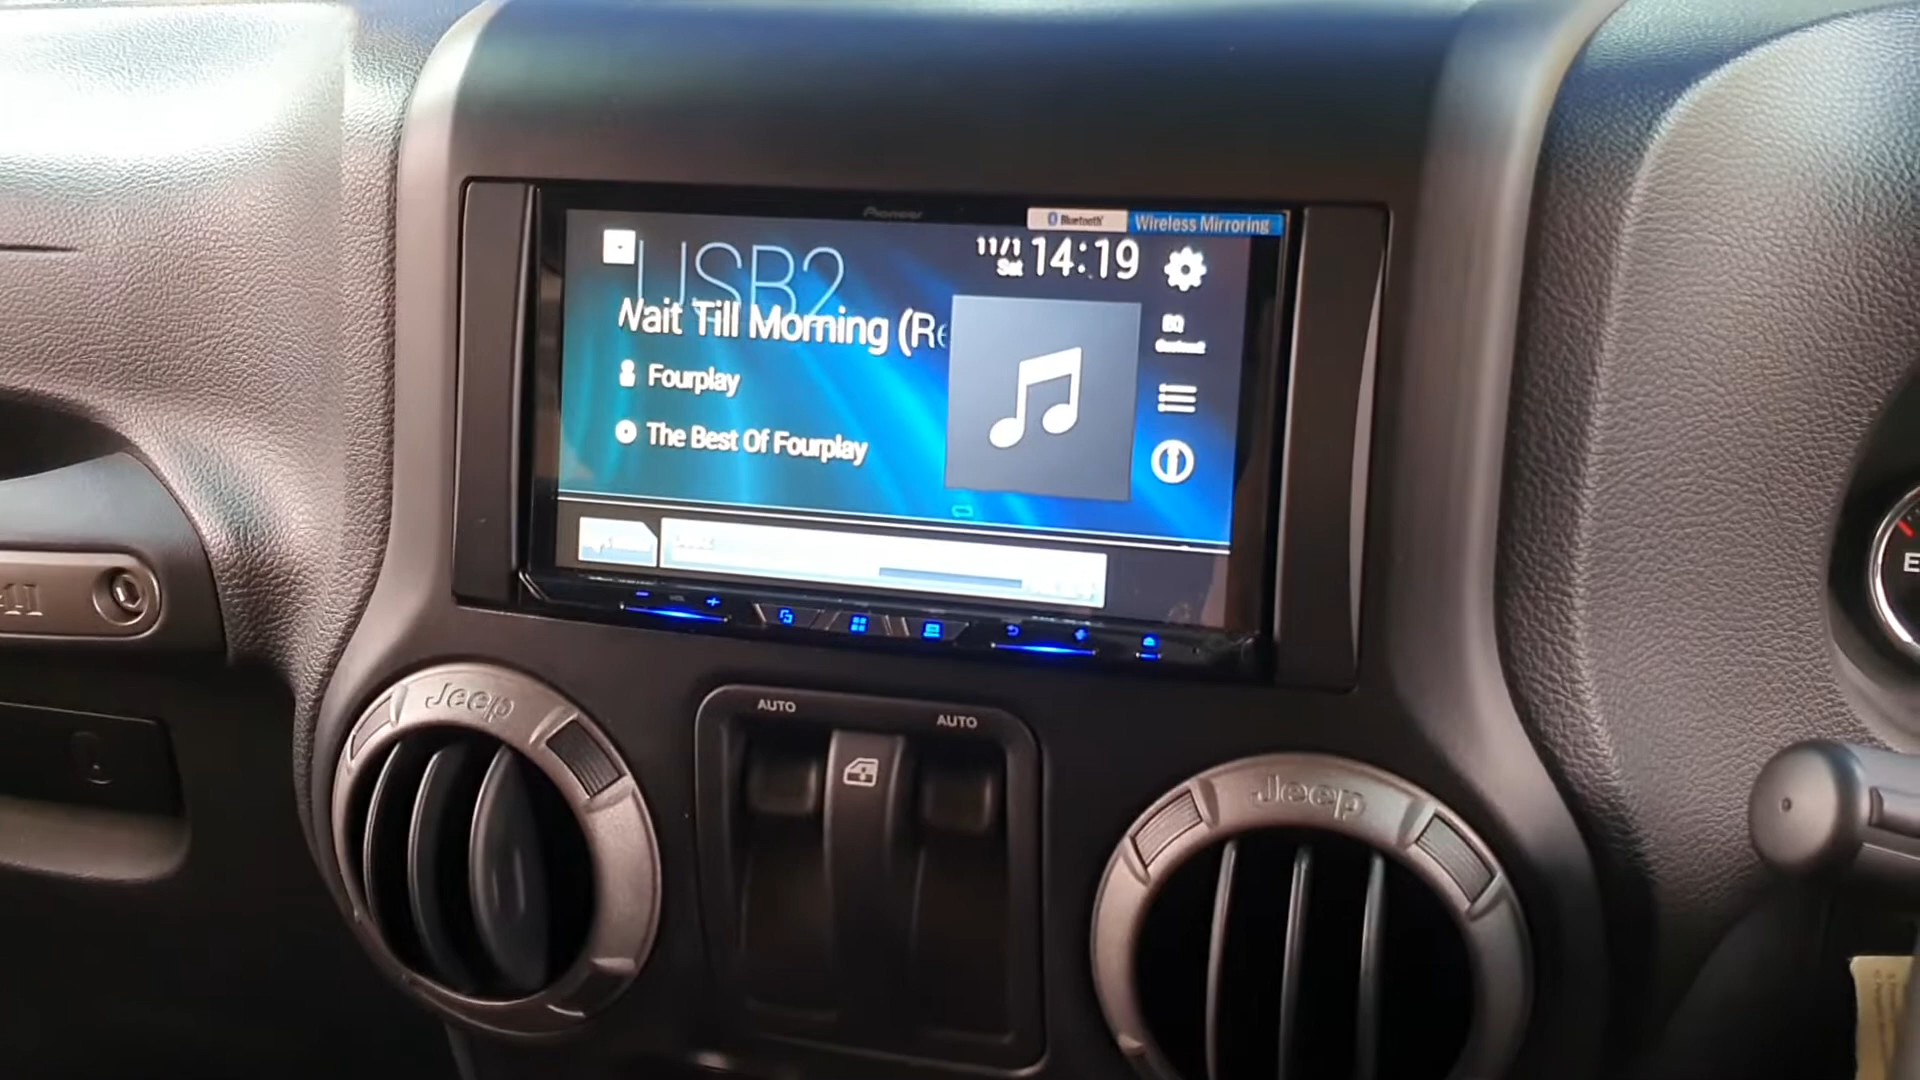 Pioneer
Bluetooth
Wireless Mirroring
USB2
11/1
Sat
14:19
Wait Till Morning (Re
EQ
Fourplay
The Best Of Fourplay
Jeep
AUTO
AUTO
Jeep
E